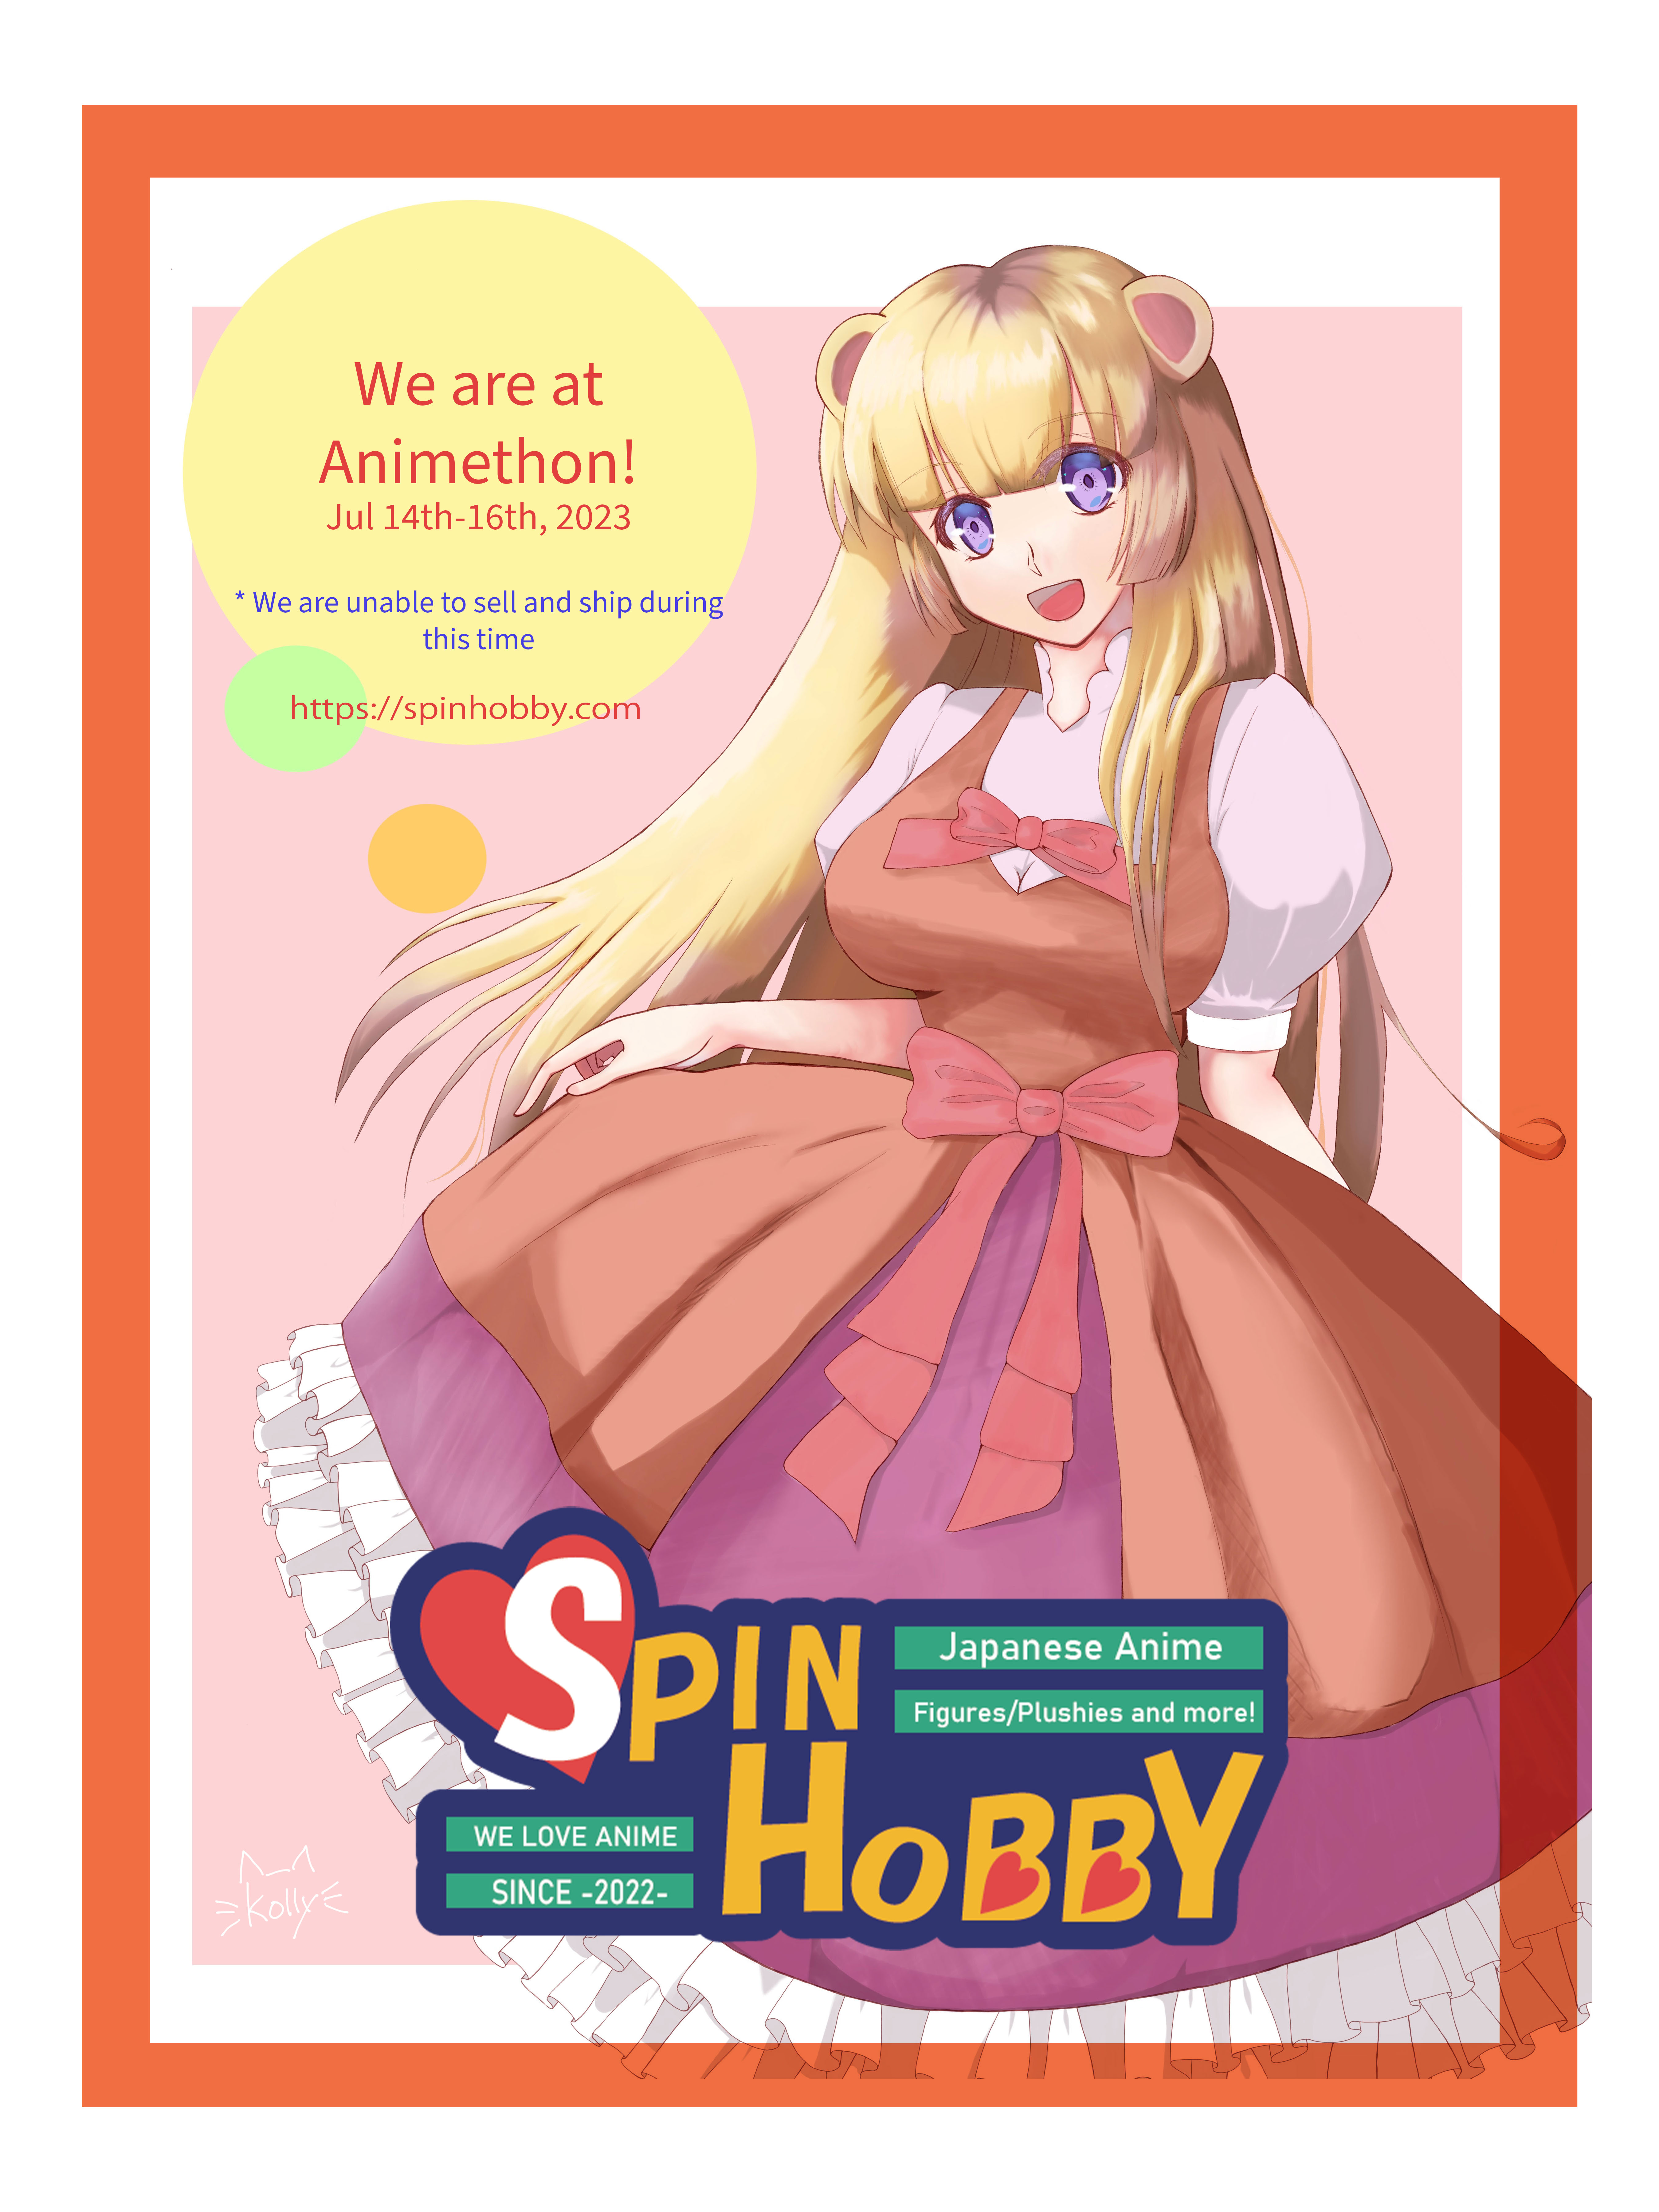 We are at
Animethon!
Jul 14th-16th, 2023
* We are unable to sell and ship during
this time
https://spinhobby.com
SPIN
HOBBY
Japanese Anime
Figures/Plushies and more!
WE LOVE ANIME
SINCE -2022-
Kolly